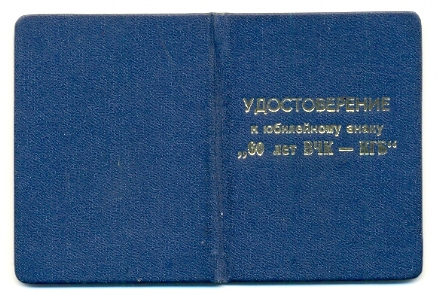 УДОСТОВЕРЕНИЕ
к юбилейному знаку
„60 лет ВЧК — КГБ“